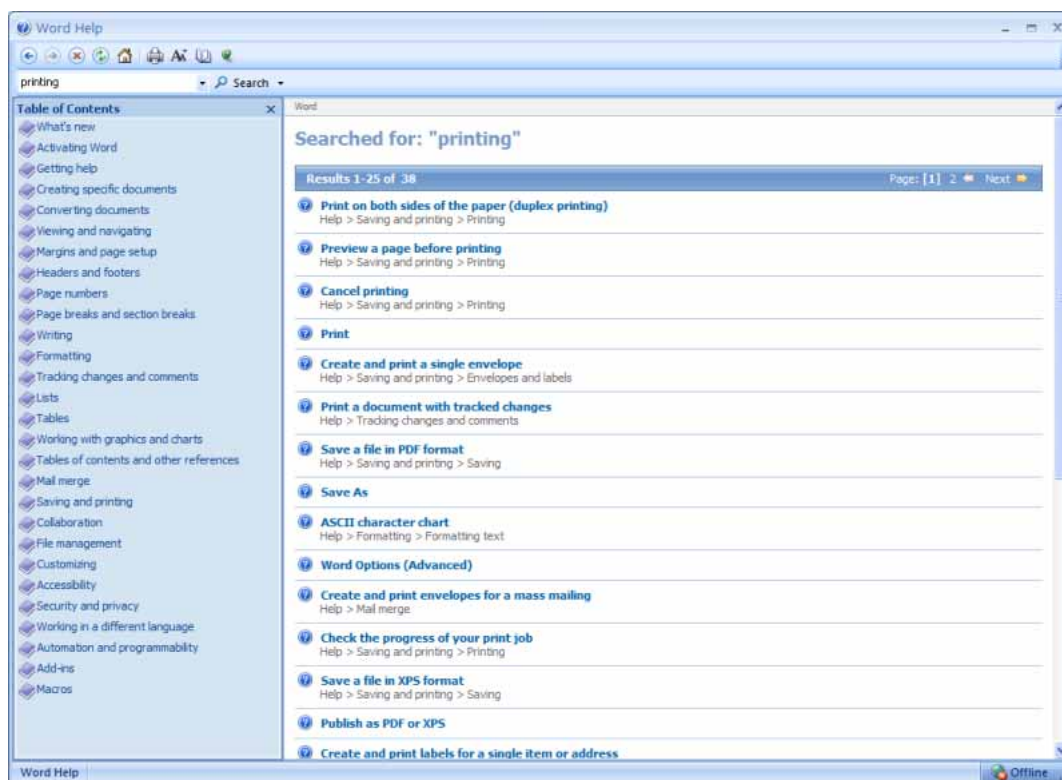 Word Help
printing
Search
Table of Contents
What's new
Activating Word
Getting help
Creating specific documents
Converting documents
Viewing and navigating
Margins and page setup
Headers and footers
Page numbers
Page breaks and section breaks
Writing
Formatting
Tracking changes and comments
Lists
Tables
Working with graphics and charts
Tables of contents and other references
Mail merge
Saving and printing
Collaboration
File management
Customizing
Accessibility
Security and privacy
Working in a different language
Automation and programmability
Add-ins
Macros
Word
Searched for: "printing"
Results 1-25 of 38 Page: [1] 2 Next
Print on both sides of the paper (duplex printing)
Help > Saving and printing > Printing
Preview a page before printing
Help > Saving and printing > Printing
Cancel printing
Help > Saving and printing > Printing
Print
Create and print a single envelope
Help > Saving and printing > Envelopes and labels
Print a document with tracked changes
Help > Tracking changes and comments
Save a file in PDF format
Help > Saving and printing > Saving
Save As
ASCII character chart
Help > Formatting > Formatting text
Word Options (Advanced)
Create and print envelopes for a mass mailing
Help > Mail merge
Check the progress of your print job
Help > Saving and printing > Printing
Save a file in XPS format
Help > Saving and printing > Saving
Publish as PDF or XPS
Create and print labels for a single item or address
Word Help
Offline